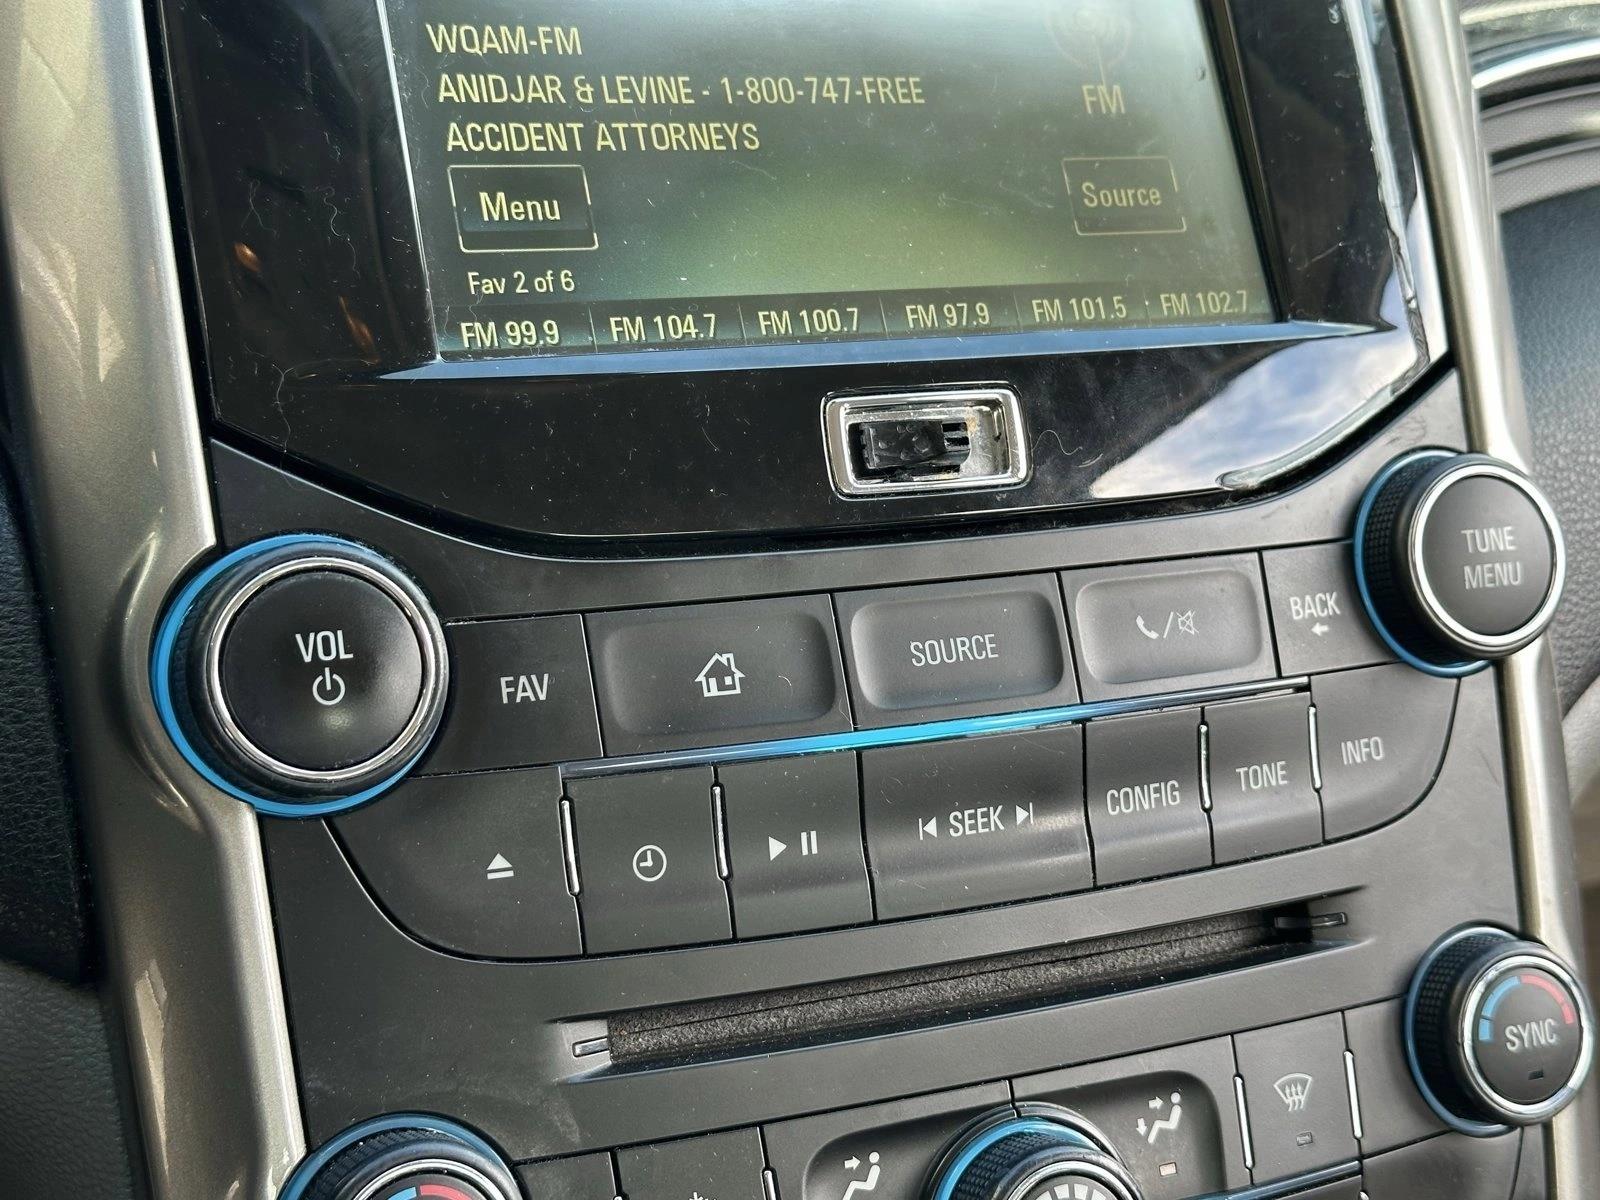 WQAM-FM
ANIDJAR & LEVINE - 1-800-747-FREE
ACCIDENT ATTORNEYS
FM
Menu
Source
Fav 2 of 6
FM 99.9 FM 104.7 FM 100.7 FM 97.9 FM 101.5 FM 102.7
VOL
FAV
SOURCE
BACK
TUNE
MENU
SEEK
CONFIG
TONE
INFO
SYNC